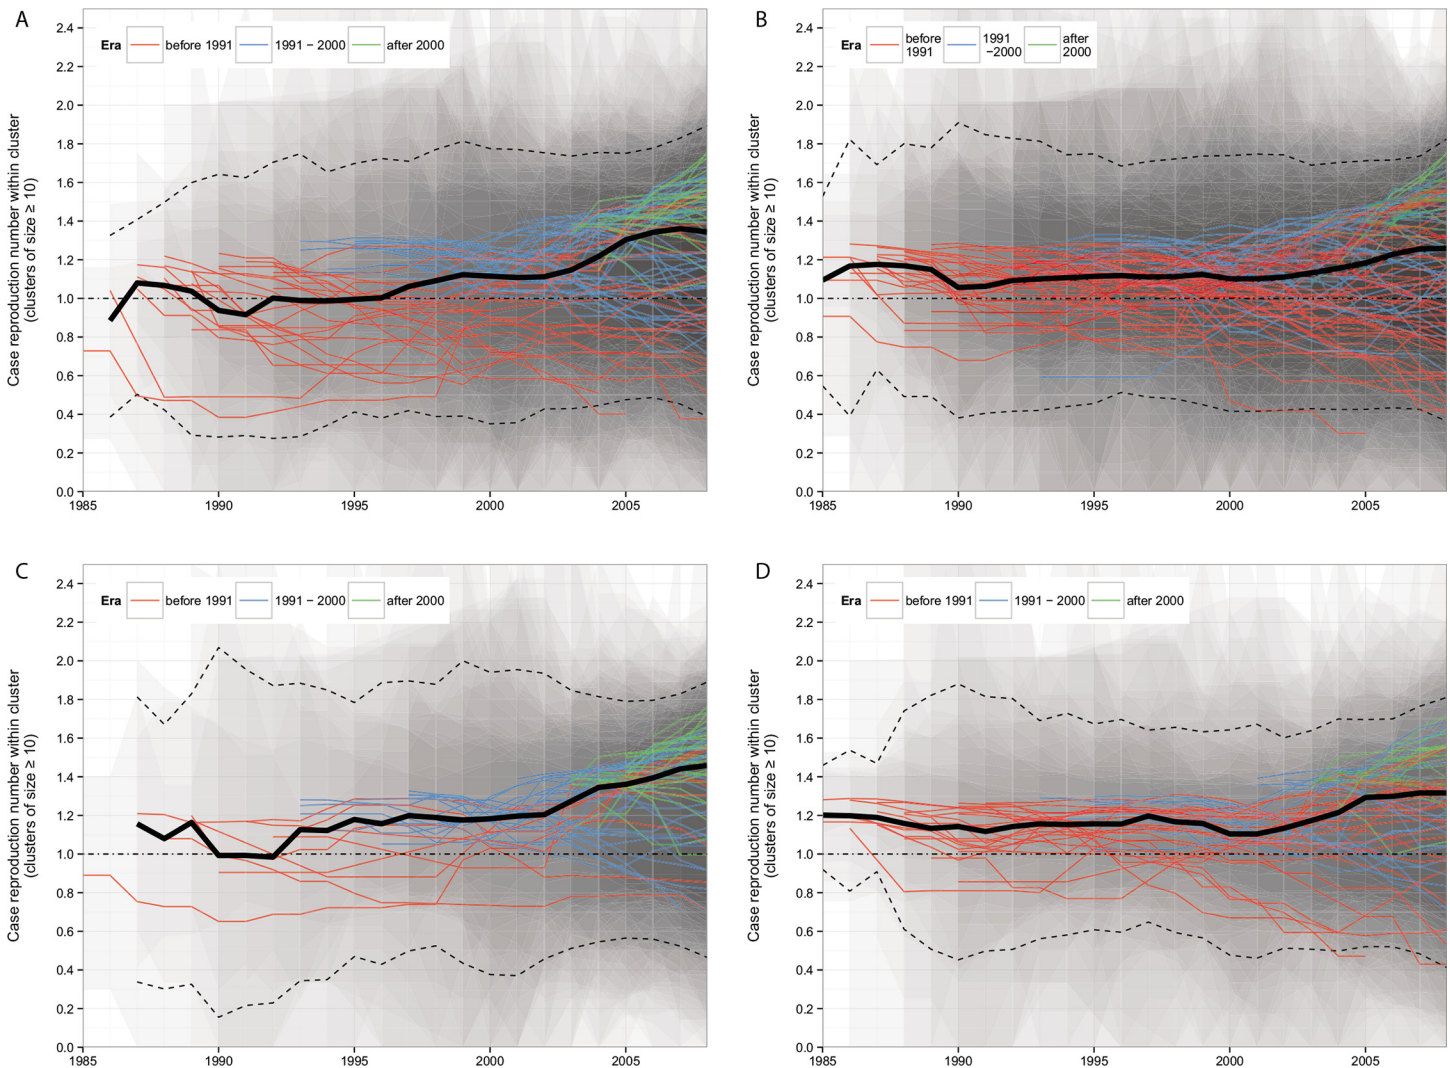 A
Era before 1991 1991 − 2000 after 2000
Case reproduction number within cluster
(clusters of size ≥ 10)
2.4
2.2
2.0
1.8
1.6
1.4
1.2
1.0
0.8
0.6
0.4
0.2
0.0
1985 1990 1995 2000 2005
B
Era before 1991 1991 −2000 after 2000
Case reproduction number within cluster
(clusters of size ≥ 10)
2.4
2.2
2.0
1.8
1.6
1.4
1.2
1.0
0.8
0.6
0.4
0.2
0.0
1985 1990 1995 2000 2005
C
Era before 1991 1991 − 2000 after 2000
Case reproduction number within cluster
(clusters of size ≥ 10)
2.4
2.2
2.0
1.8
1.6
1.4
1.2
1.0
0.8
0.6
0.4
0.2
0.0
1985 1990 1995 2000 2005
D
Era before 1991 1991 − 2000 after 2000
Case reproduction number within cluster
(clusters of size ≥ 10)
2.4
2.2
2.0
1.8
1.6
1.4
1.2
1.0
0.8
0.6
0.4
0.2
0.0
1985 1990 1995 2000 2005